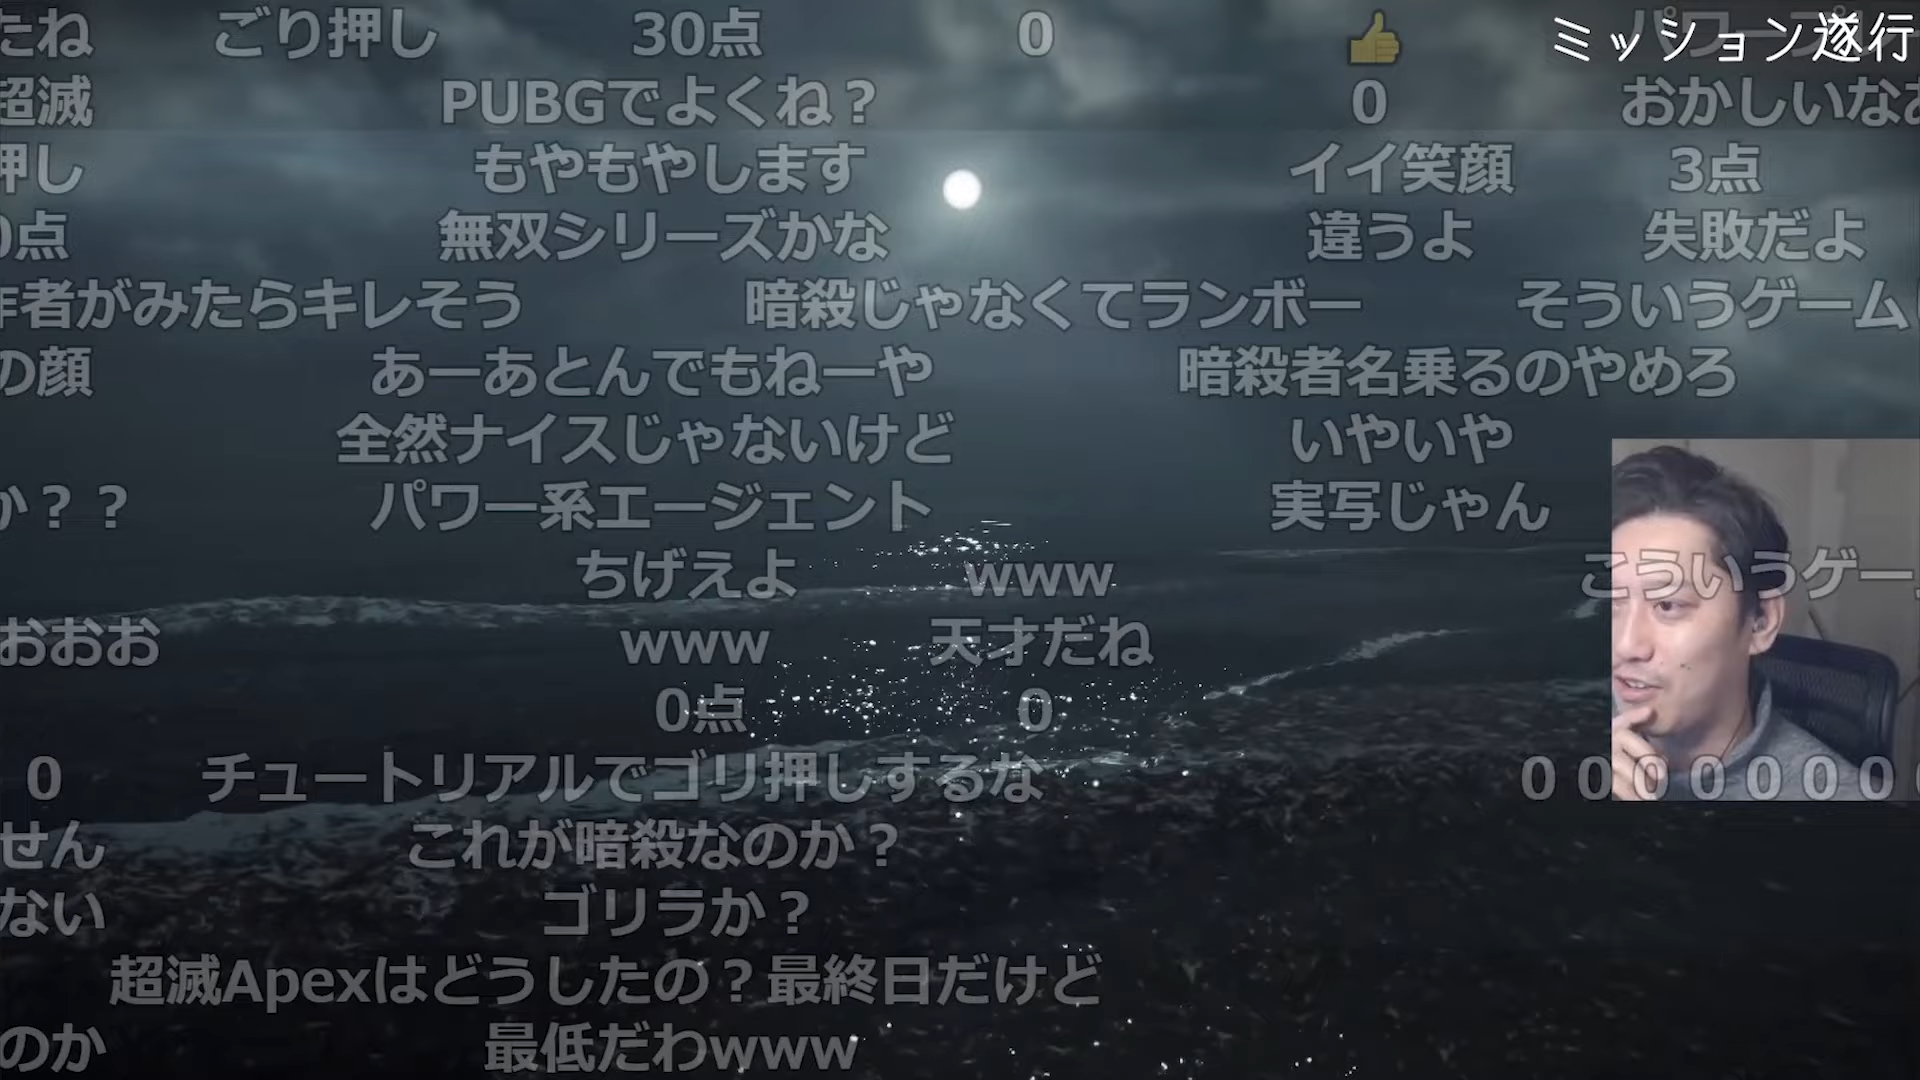 たね ごり押し 30点 0 👍 ミッション遂行
超滅 PUBGでよくね？ 0 おかしいなあ
押し もやもやします イイ笑顔 3点
0点 無双シリーズかな 違うよ 失敗だよ
者がみたらキレそう 暗殺じゃなくてランボー そういうゲーム
の顔 あーあとんでもねーや 暗殺者名乗るのやめろ
全然ナイスじゃないけど いやいや
か？？ パワー系エージェント 実写じゃん
ちげえよ www こういうゲー
おおお www 天才だね
0点 0
0 チュートリアルでゴリ押しするな 0 0 0 0 0 0 0
せん これが暗殺なのか？
ない ゴリラか？
超滅Apexはどうしたの？最終日だけど
のか 最低だわwww